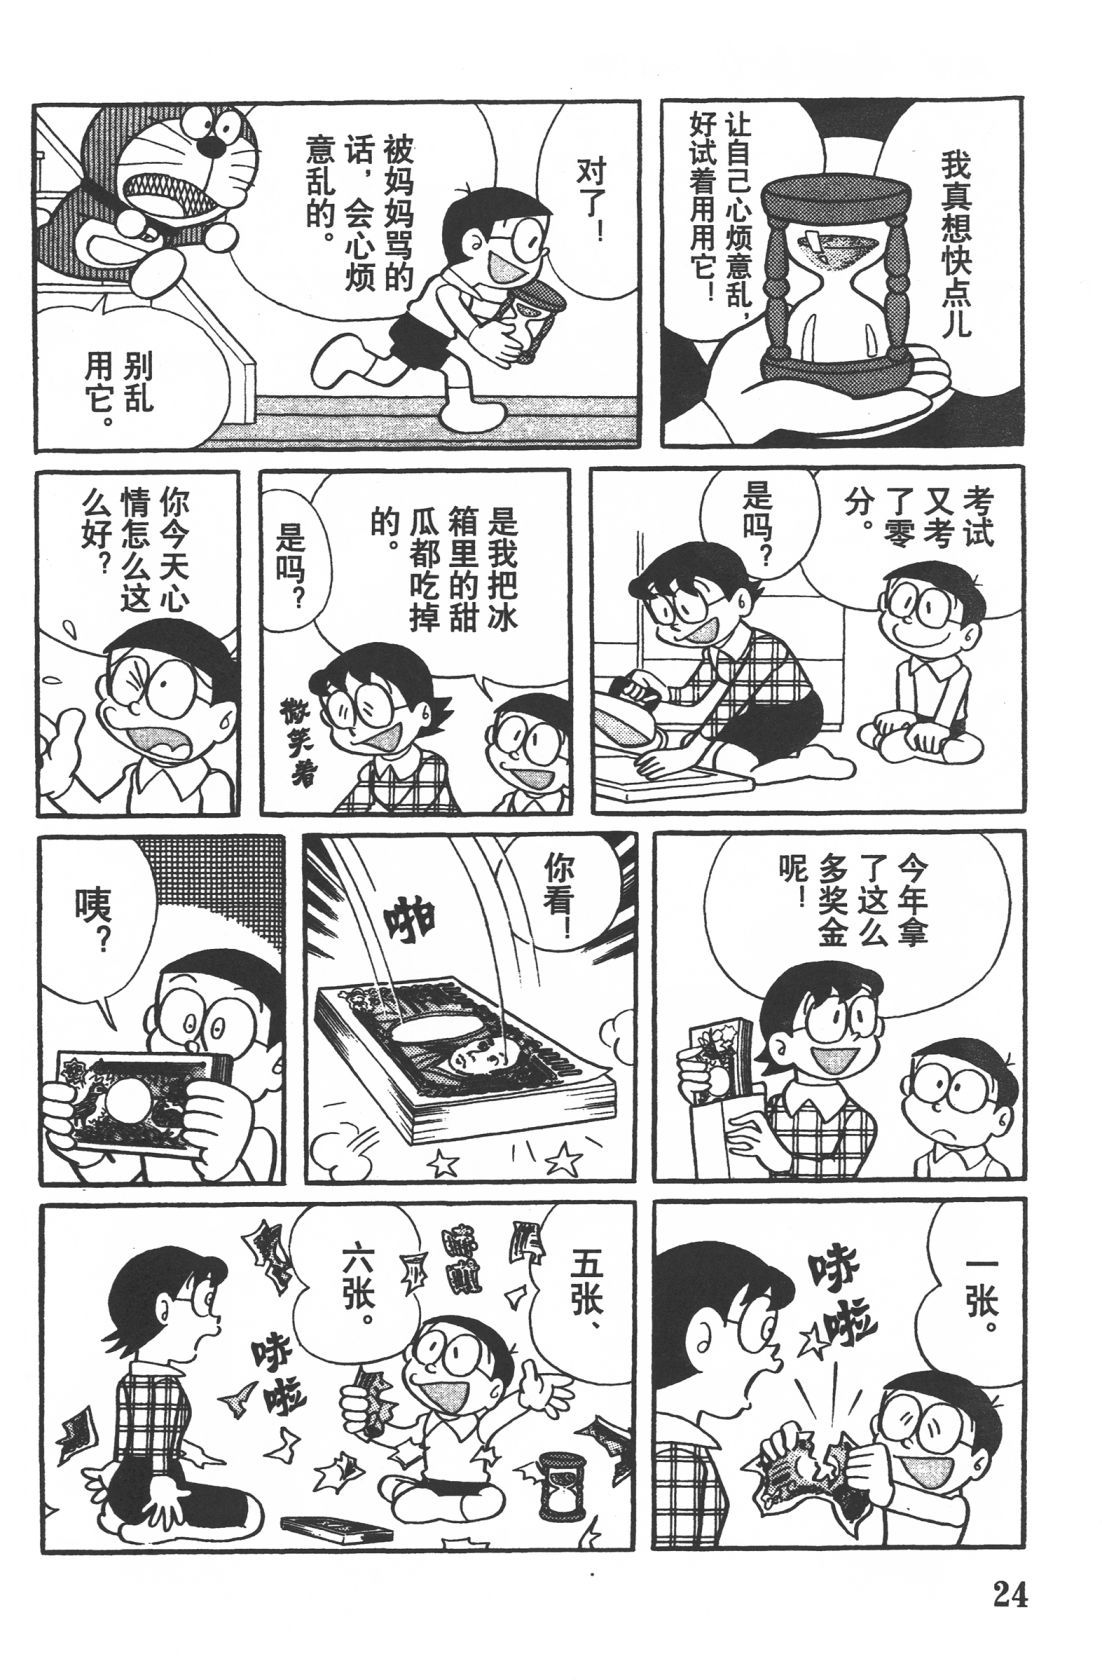 我真想快点儿
让自己心烦意乱,
好试着用用它!
对了!
被妈妈骂的
话,会心烦
意乱的。
别乱
用它。
考试
又考
了零
分。
是吗?
是我把冰
箱里的甜
瓜都吃掉
的。
是吗?
微笑着
你今天心
情怎么这
么好?
今年拿
了这么
多奖金
呢!
你看!
啪
咦?
一张。
哧啦
五张、
六张。
哧啦
哧啦
24